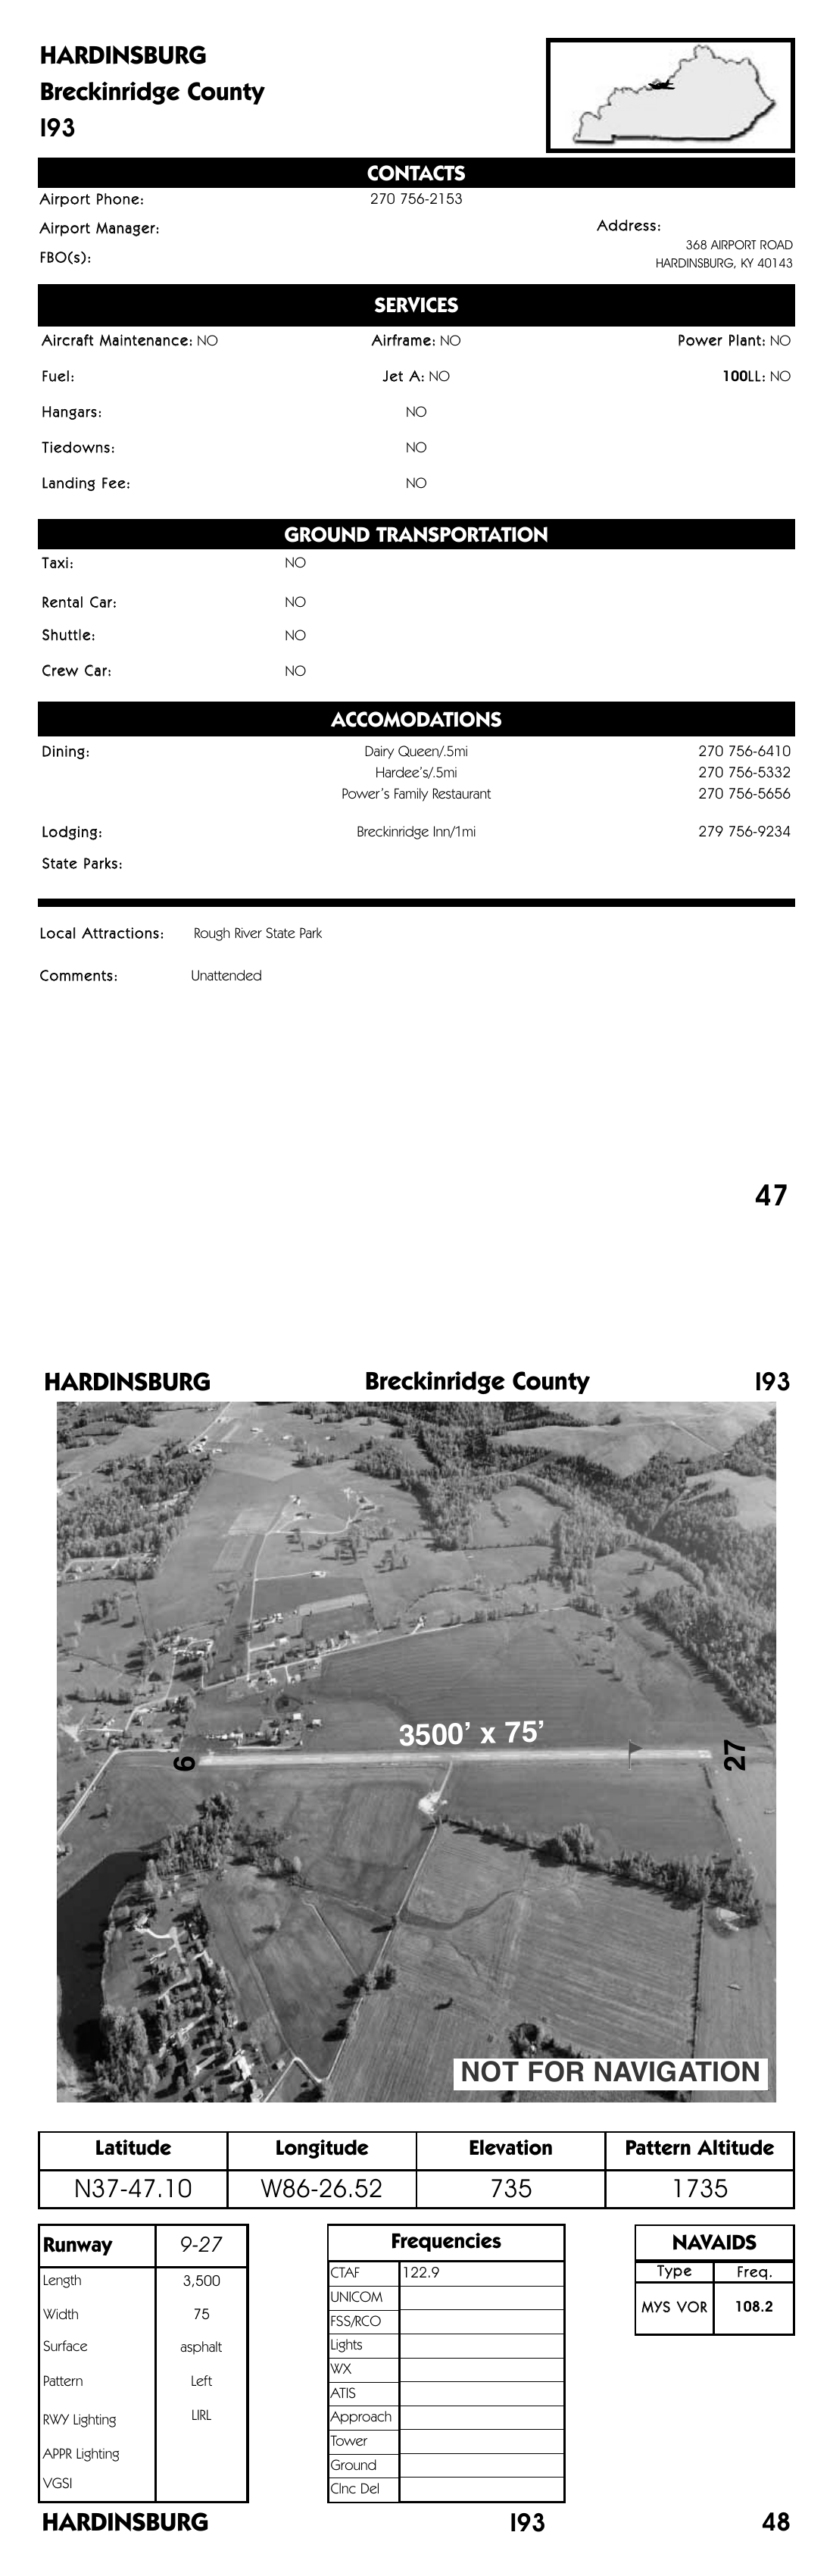 HARDINSBURG
Breckinridge County
I93
CONTACTS
Airport Phone: 270 756-2153
Airport Manager:
Address:
368 AIRPORT ROAD
FBO(s):
HARDINSBURG, KY 40143
SERVICES
Aircraft Maintenance: NO Airframe: NO Power Plant: NO
Fuel: Jet A: NO 100LL: NO
Hangars: NO
Tiedowns: NO
Landing Fee: NO
GROUND TRANSPORTATION
Taxi: NO
Rental Car: NO
Shuttle: NO
Crew Car: NO
ACCOMODATIONS
Dining: Dairy Queen/.5mi 270 756-6410
Hardee's/.5mi 270 756-5332
Power's Family Restaurant 270 756-5656
Lodging: Breckinridge Inn/1mi 279 756-9234
State Parks:
Local Attractions: Rough River State Park
Comments: Unattended
47
HARDINSBURG Breckinridge County I93
3500' x 75'
9 27
NOT FOR NAVIGATION
Latitude Longitude Elevation Pattern Altitude
N37-47.10 W86-26.52 735 1735
Runway 9-27
Length 3,500
Width 75
Surface asphalt
Pattern Left
RWY Lighting LIRL
APPR Lighting
VGSI
Frequencies
CTAF 122.9
UNICOM
FSS/RCO
Lights
WX
ATIS
Approach
Tower
Ground
Clnc Del
NAVAIDS
Type Freq.
MYS VOR 108.2
HARDINSBURG I93 48